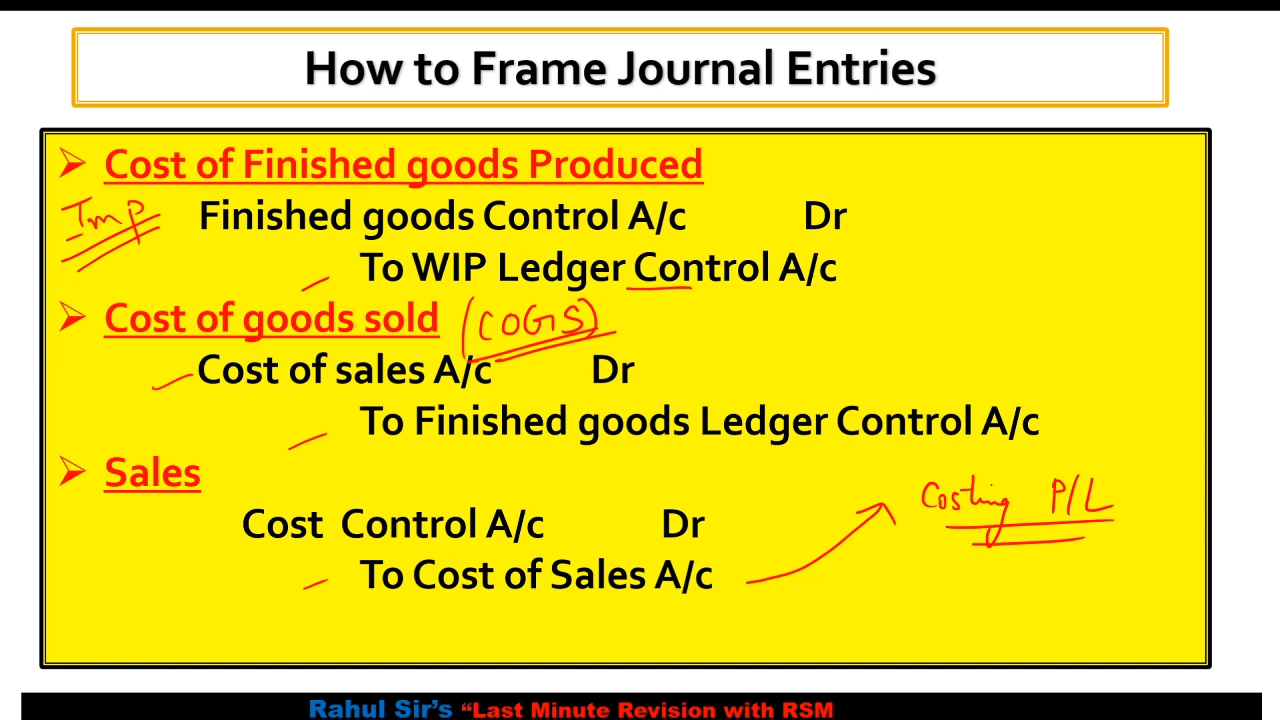 How to Frame Journal Entries
Cost of Finished goods Produced
Imp Finished goods Control A/c Dr
To WIP Ledger Control A/c
Cost of goods sold (COGS)
Cost of sales A/c Dr
To Finished goods Ledger Control A/c
Sales
Costing P/L
Cost Control A/c Dr
To Cost of Sales A/c
Rahul Sir's “Last Minute Revision with RSM